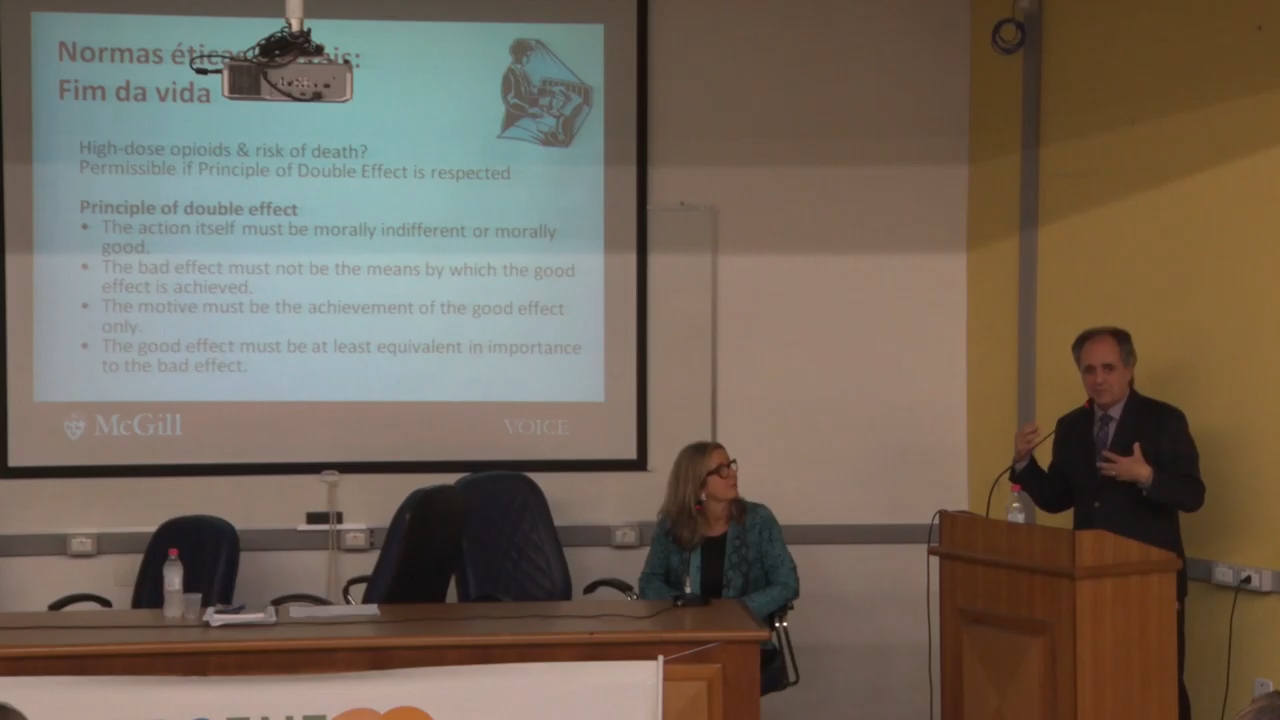 Normas éticas
Fim da vida
High-dose opioids & risk of death?
Permissible if Principle of Double Effect is respected
Principle of double effect
• The action itself must be morally indifferent or morally
good.
• The bad effect must not be the means by which the good
effect is achieved.
• The motive must be the achievement of the good effect
only.
• The good effect must be at least equivalent in importance
to the bad effect.
McGill
VOICE